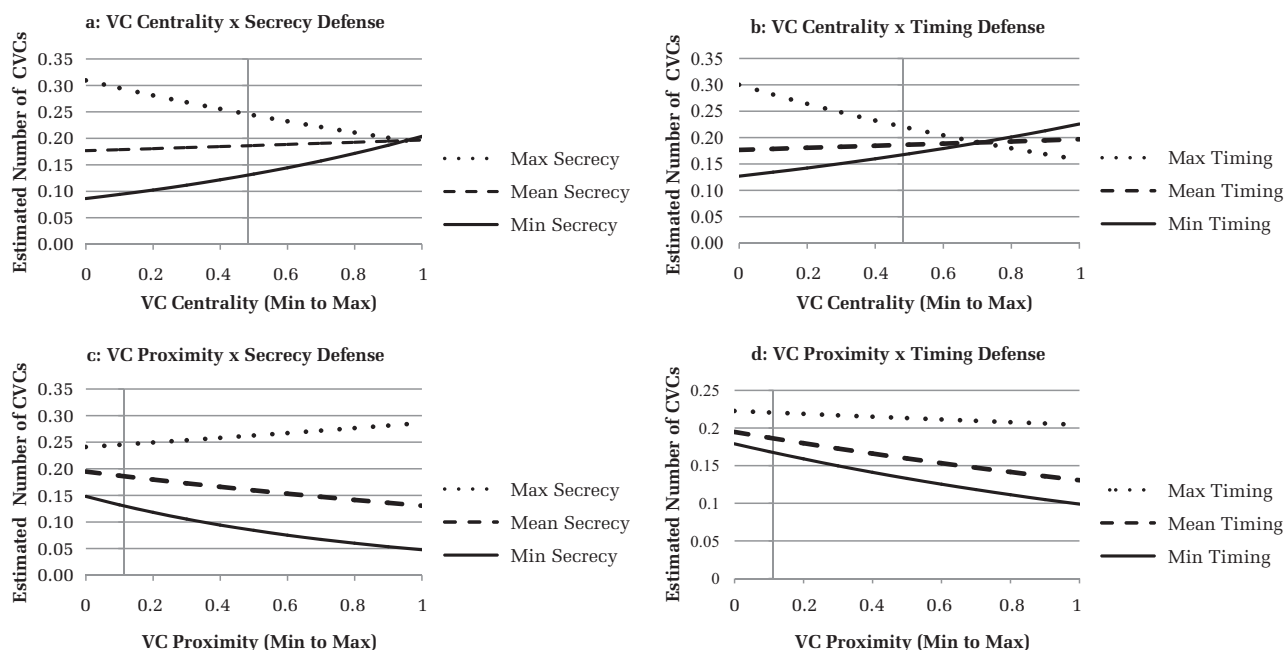 a: VC Centrality x Secrecy Defense
Estimated Number of CVCs
0.35
0.30
0.25
0.20
0.15
0.10
0.05
0.00
0 0.2 0.4 0.6 0.8 1
VC Centrality (Min to Max)
Max Secrecy
Mean Secrecy
Min Secrecy
b: VC Centrality x Timing Defense
Estimated Number of CVCs
0.35
0.30
0.25
0.20
0.15
0.10
0.05
0.00
0 0.2 0.4 0.6 0.8 1
VC Centrality (Min to Max)
Max Timing
Mean Timing
Min Timing
c: VC Proximity x Secrecy Defense
Estimated Number of CVCs
0.35
0.30
0.25
0.20
0.15
0.10
0.05
0.00
0 0.2 0.4 0.6 0.8 1
VC Proximity (Min to Max)
Max Secrecy
Mean Secrecy
Min Secrecy
d: VC Proximity x Timing Defense
Estimated Number of CVCs
0.25
0.2
0.15
0.1
0.05
0
0 0.2 0.4 0.6 0.8 1
VC Proximity (Min to Max)
Max Timing
Mean Timing
Min Timing